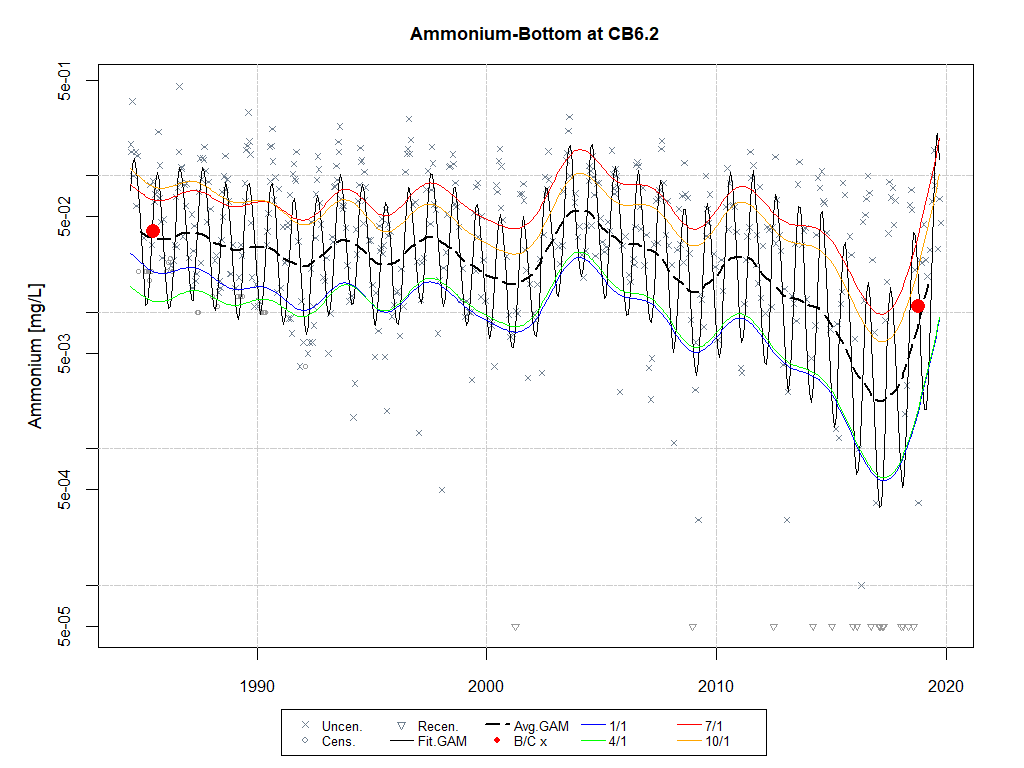 Ammonium-Bottom at CB6.2
Ammonium [mg/L]
5e-01
5e-02
5e-03
5e-04
5e-05
1990 2000 2010 2020
Uncen. Recen. Avg.GAM 1/1 7/1
Cens. Fit.GAM B/C x 4/1 10/1